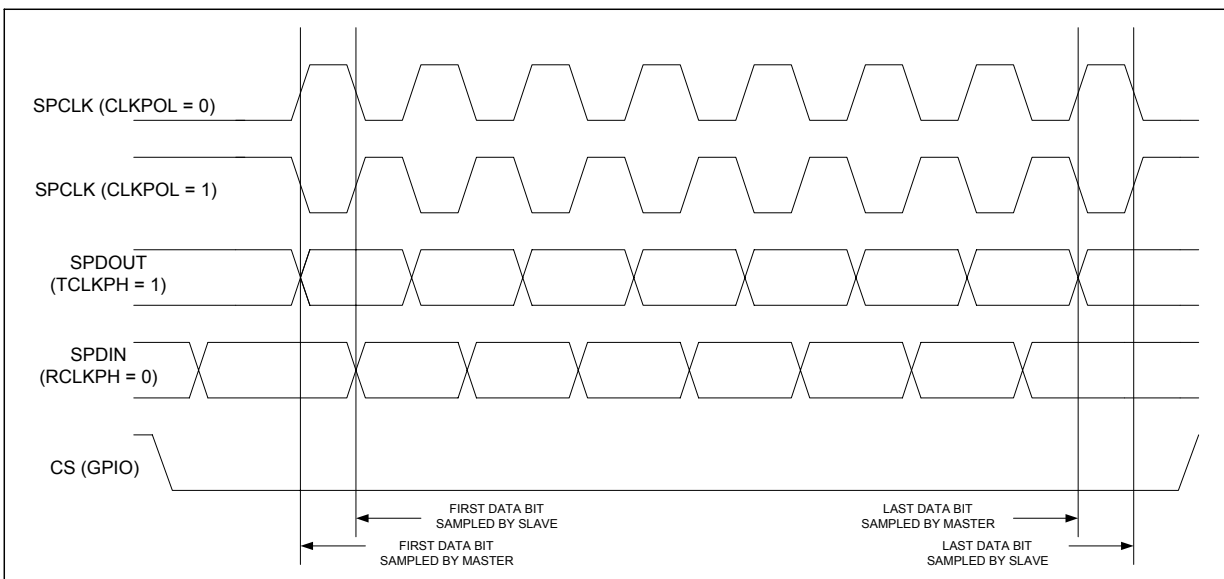 SPCLK (CLKPOL = 0)
SPCLK (CLKPOL = 1)
SPDOUT
(TCLKPH = 1)
SPDIN
(RCLKPH = 0)
CS (GPIO)
FIRST DATA BIT
SAMPLED BY SLAVE
LAST DATA BIT
SAMPLED BY MASTER
FIRST DATA BIT
SAMPLED BY MASTER
LAST DATA BIT
SAMPLED BY SLAVE